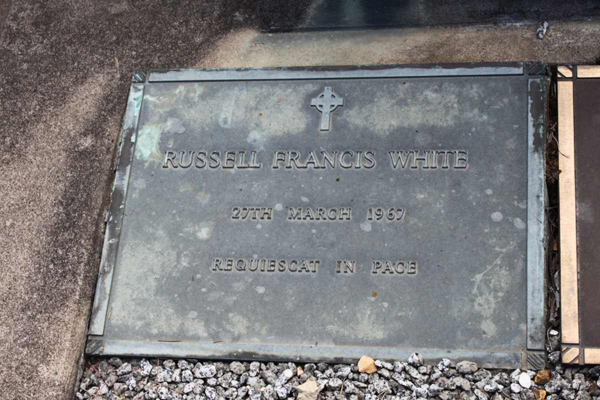 RUSSELL FRANCIS WHITE
27TH MARCH 1967
REQUIESCAT IN PACE